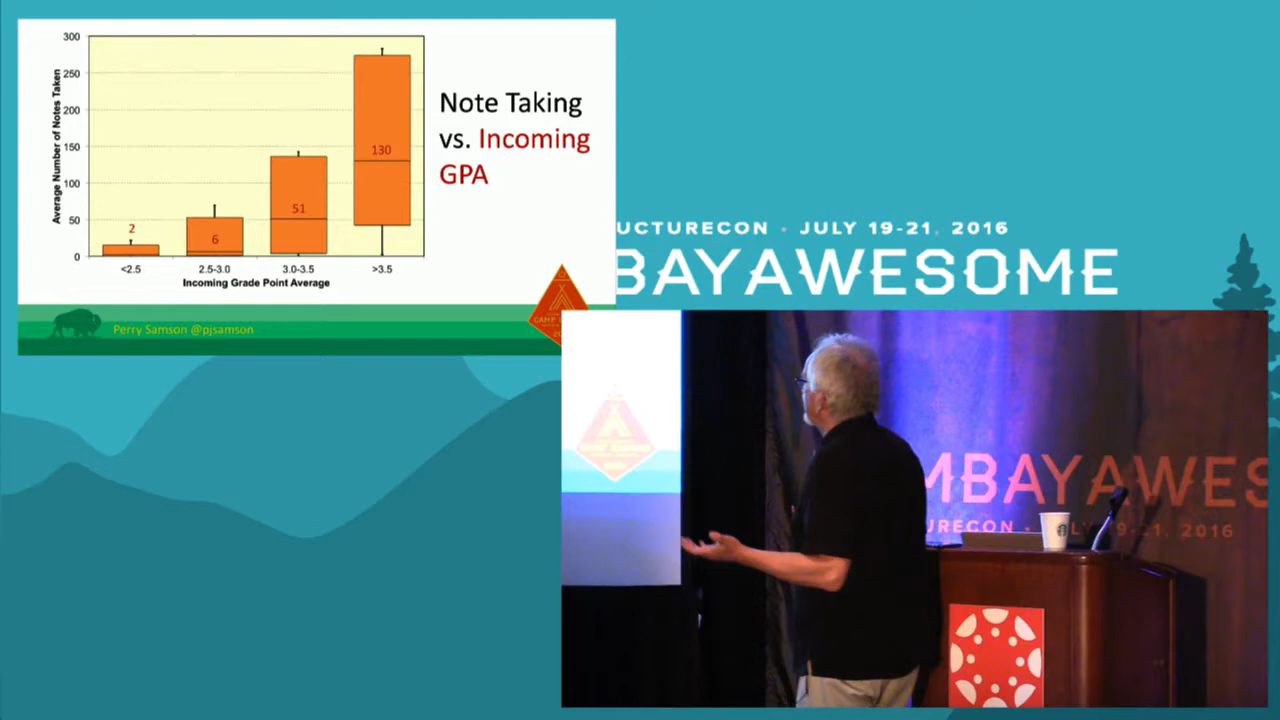 300
250
200
150
100
50
0
Average Number of Notes Taken
2
6
51
130
<2.5
2.5-3.0
3.0-3.5
>3.5
Incoming Grade Point Average
Note Taking
vs. Incoming
GPA
Perry Samson @pjsamson
UCTURECON - JULY 19-21, 2016
BAYAWESOME
MBAYAWES
URECON -
19-21, 2016